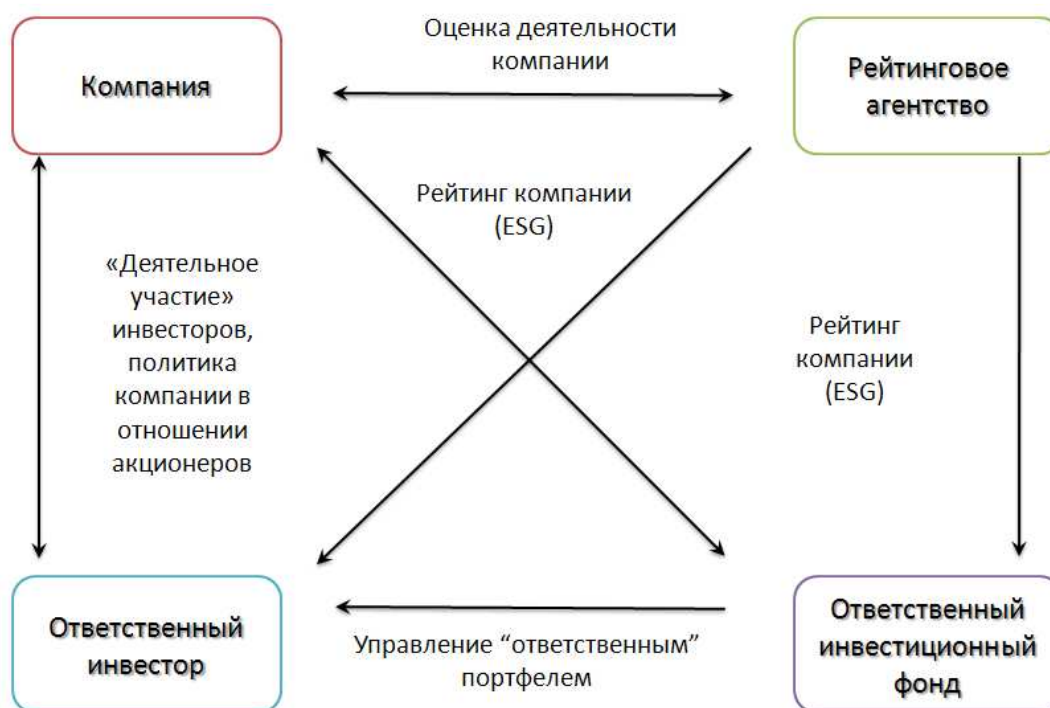 Компания
Оценка деятельности
компании
Рейтинговое
агентство
Рейтинг компании
(ESG)
«Деятельное
участие»
инвесторов,
политика
компании в
отношении
акционеров
Рейтинг
компании
(ESG)
Ответственный
инвестор
Управление “ответственным”
портфелем
Ответственный
инвестиционный
фонд